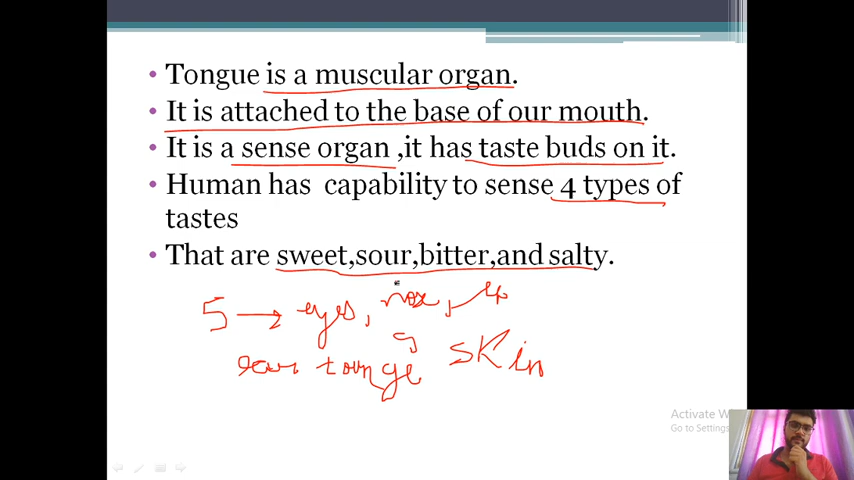 • Tongue is a muscular organ.
• It is attached to the base of our mouth.
• It is a sense organ ,it has taste buds on it.
• Human has capability to sense 4 types of
tastes
• That are sweet,sour,bitter,and salty.
5 → eyes, nose,
ear tounge skin
Activate W
Go to Settings